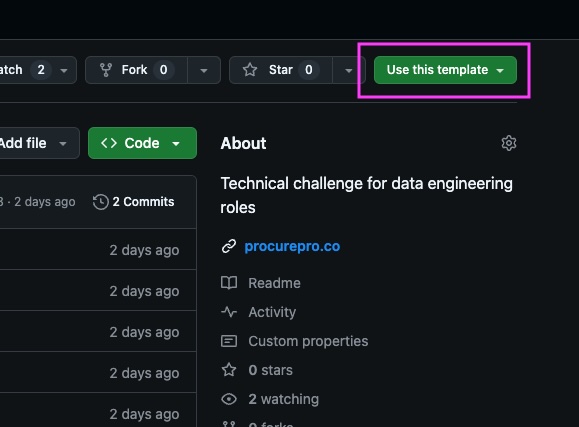 atch 2
Fork 0
Star 0
Use this template
Add file
Code
About
Technical challenge for data engineering
roles
· 2 days ago
2 Commits
procurepro.co
2 days ago
Readme
2 days ago
Activity
2 days ago
Custom properties
0 stars
2 days ago
2 watching
2 days ago
0 forks